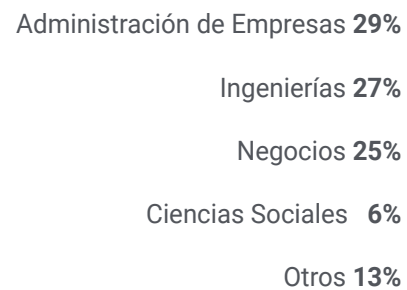 Administración de Empresas 29%
Ingenierías 27%
Negocios 25%
Ciencias Sociales 6%
Otros 13%